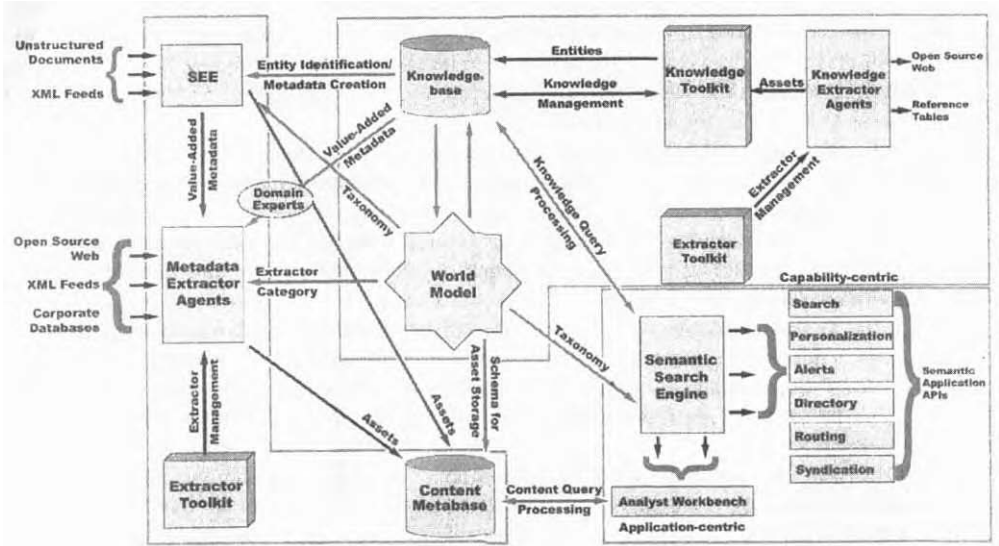 Unstructured
Documents
XML Feeds
SEE
Entity Identification/
Metadata Creation
Knowledge-
base
Entities
Knowledge
Management
Knowledge
Toolkit
Assets
Knowledge
Extractor
Agents
Open Source
Web
Reference
Tables
Value-Added
Metadata
Value-Added
Metadata
Domain
Experts
Taxonomy
Knowledge Query
Processing
Extractor
Management
Extractor
Toolkit
Open Source
Web
XML Feeds
Corporate
Databases
Metadata
Extractor
Agents
Extractor
Category
World
Model
Capability-centric
Search
Personalization
Alerts
Directory
Routing
Syndication
Semantic
Application
APIs
Taxonomy
Semantic
Search
Engine
Extractor
Management
Assets
Assets
Schema for
Asset Storage
Extractor
Toolkit
Content
Metabase
Content Query
Processing
Analyst Workbench
Application-centric